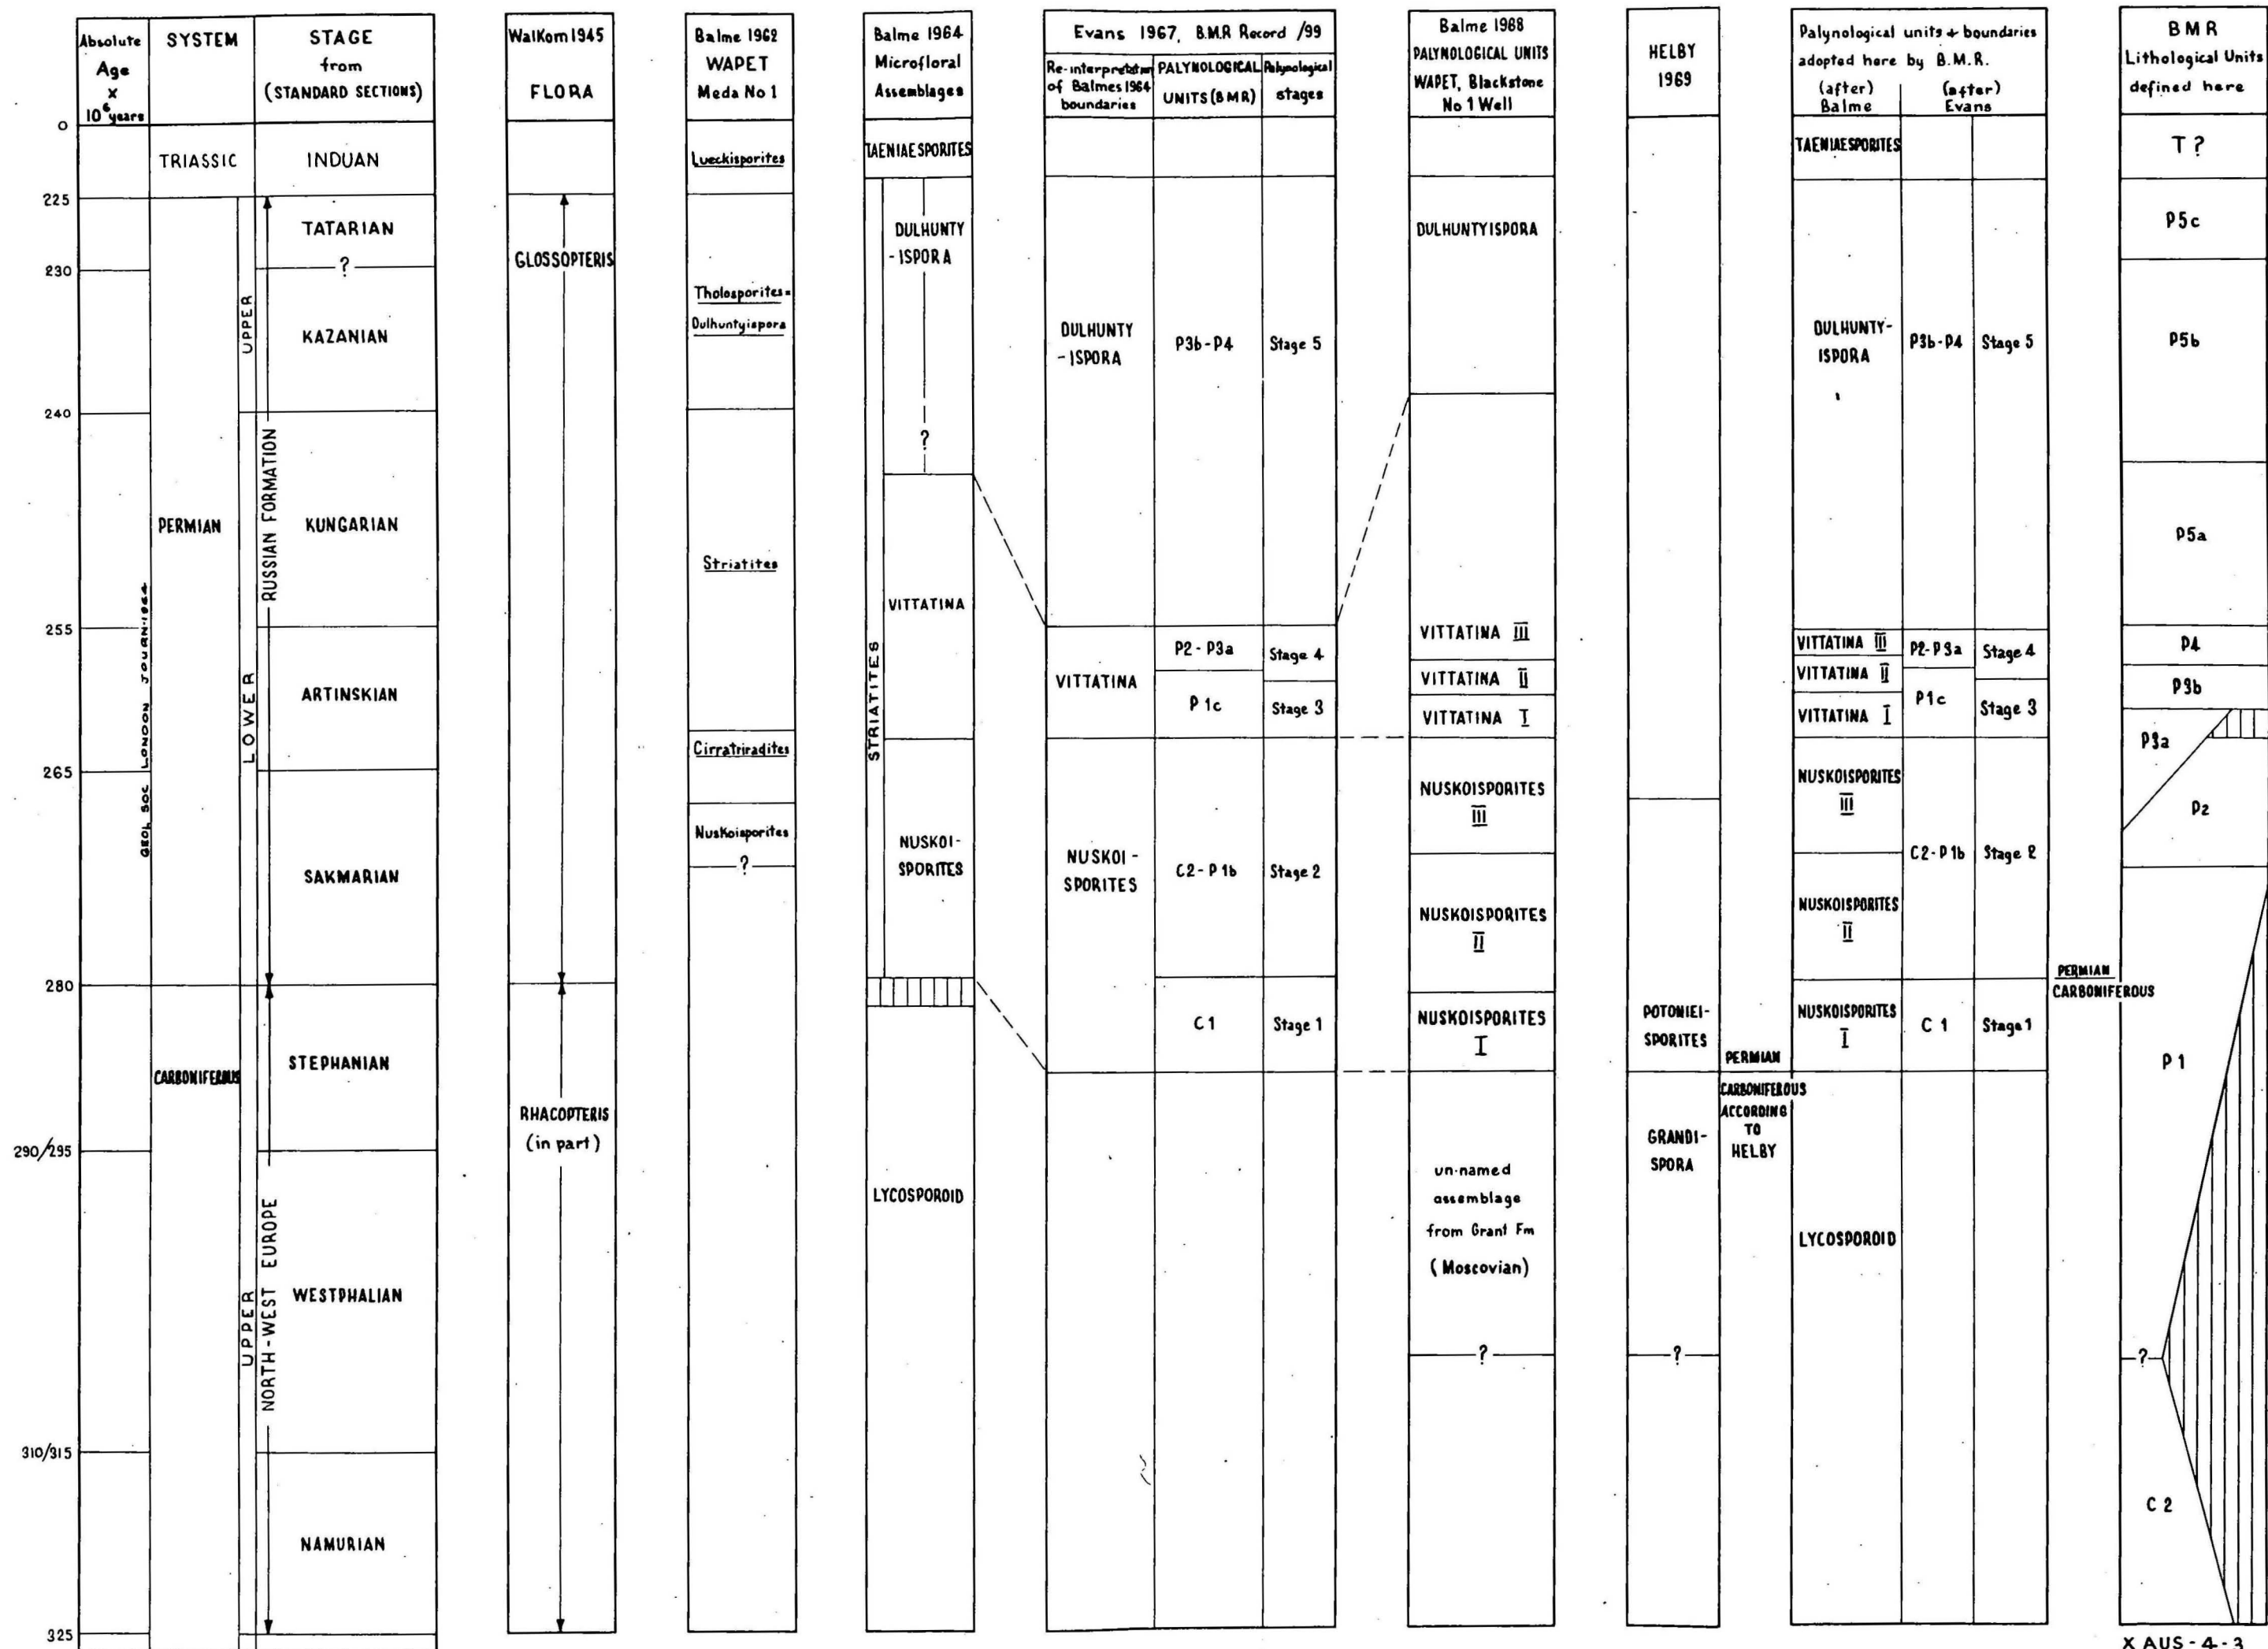 Absolute
Age
x
10⁶ years
0
225
230
240
255
265
280
290/295
310/315
325
GEOL SOC LONDON JOURN-1964
SYSTEM
TRIASSIC
PERMIAN
CARBONIFEROUS
UPPER
LOWER
UPPER
RUSSIAN FORMATION
NORTH-WEST EUROPE
STAGE
from
(STANDARD SECTIONS)
INDUAN
TATARIAN
?
KAZANIAN
KUNGARIAN
ARTINSKIAN
SAKMARIAN
STEPHANIAN
WESTPHALIAN
NAMURIAN
Walkom 1945
FLORA
GLOSSOPTERIS
RHACOPTERIS
(in part)
Balme 1962
WAPET
Meda No 1
Lueckisporites
Tholosporites=
Dulhuntyispora
Striatites
Cirratriradites
Nuskoisporites
?
Balme 1964
Microfloral
Assemblages
TAENIAESPORITES
STRIATITES
DULHUNTY
-ISPORA
?
VITTATINA
NUSKOI-
SPORITES
LYCOSPOROID
Evans 1967, B.M.R Record /99
Re-interpretation
of Balmes 1964
boundaries
DULHUNTY
-ISPORA
VITTATINA
NUSKOI-
SPORITES
PALYNOLOGICAL
UNITS (BMR)
P3b-P4
P2-P3a
P1c
C2-P1b
C1
Palynological
stages
Stage 5
Stage 4
Stage 3
Stage 2
Stage 1
Balme 1968
PALYNOLOGICAL UNITS
WAPET, Blackstone
No 1 Well
DULHUNTYISPORA
VITTATINA III
VITTATINA II
VITTATINA I
NUSKOISPORITES
III
NUSKOISPORITES
II
NUSKOISPORITES
I
un-named
assemblage
from Grant Fm
(Moscovian)
?
HELBY
1969
POTONIEI-
SPORITES
GRANDI-
SPORA
?
PERMIAN
CARBONIFEROUS
ACCORDING
TO
HELBY
Palynological units + boundaries
adopted here by B.M.R.
(after)
Balme
TAENIAESPORITES
DULHUNTY-
ISPORA
VITTATINA III
VITTATINA II
VITTATINA I
NUSKOISPORITES
III
NUSKOISPORITES
II
NUSKOISPORITES
I
LYCOSPOROID
(after)
Evans
P3b-P4
P2-P3a
P1c
C2-P1b
C1
Stage 5
Stage 4
Stage 3
Stage 2
Stage 1
PERMIAN
CARBONIFEROUS
BMR
Lithological Units
defined here
T?
P5c
P5b
P5a
P4
P3b
P3a
P2
P1
?
C2
X AUS-4-3